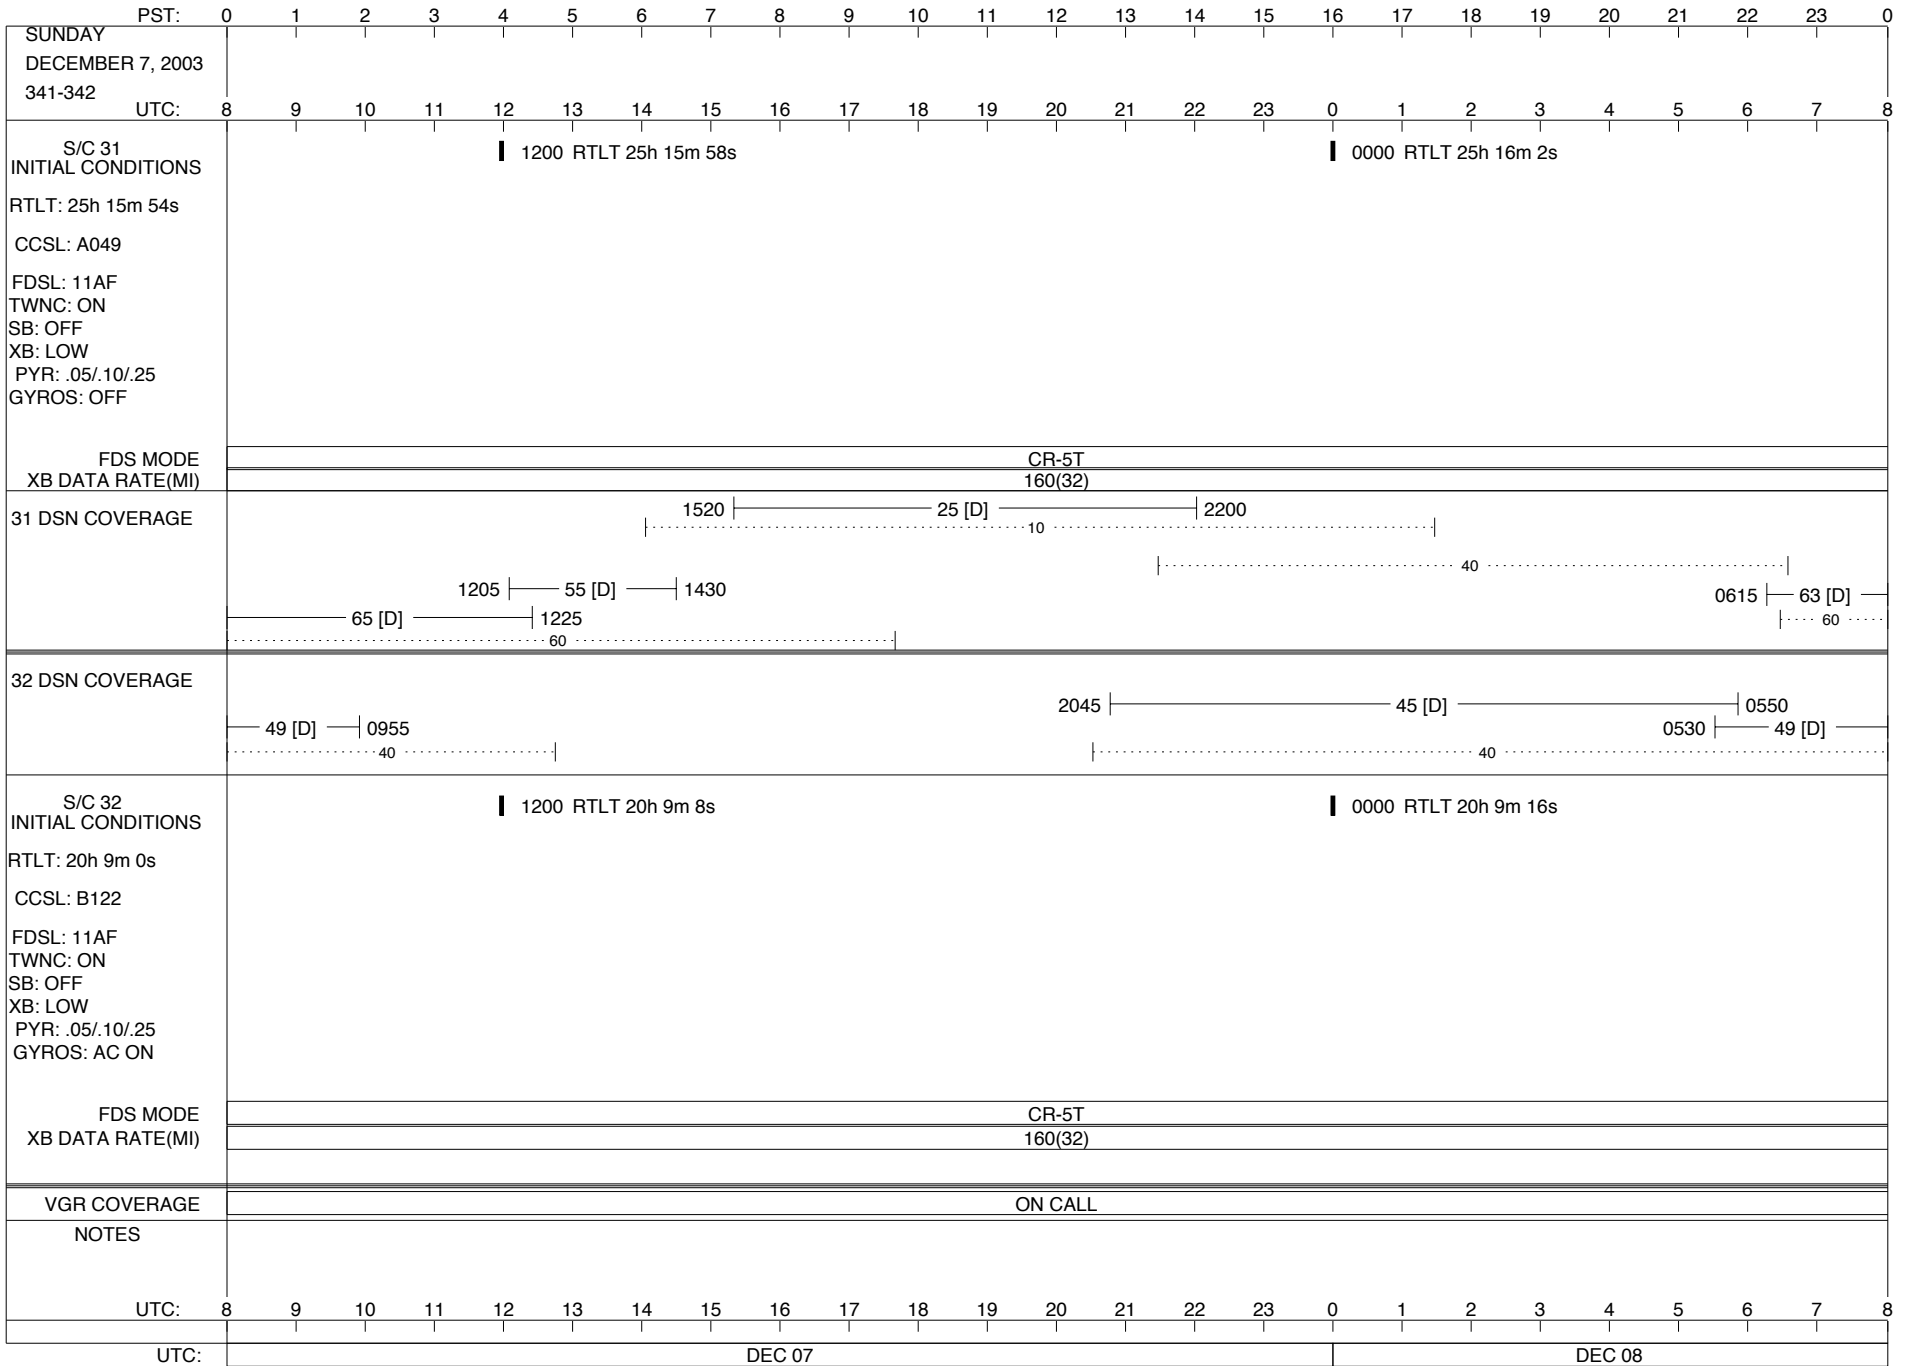 PST: 0 1 2 3 4 5 6 7 8 9 10 11 12 13 14 15 16 17 18 19 20 21 22 23 0
SUNDAY
DECEMBER 7, 2003
341-342
UTC: 8 9 10 11 12 13 14 15 16 17 18 19 20 21 22 23 0 1 2 3 4 5 6 7 8
S/C 31
INITIAL CONDITIONS
1200 RTLT 25h 15m 58s
0000 RTLT 25h 16m 2s
RTLT: 25h 15m 54s
CCSL: A049
FDSL: 11AF
TWNC: ON
SB: OFF
XB: LOW
PYR: .05/.10/.25
GYROS: OFF
FDS MODE CR-5T
XB DATA RATE(MI) 160(32)
31 DSN COVERAGE
1520 25 [D] 2200
10
40
1205 55 [D] 1430
0615 63 [D]
65 [D] 1225
60
60
32 DSN COVERAGE
2045 45 [D] 0550
49 [D] 0955
0530 49 [D]
40
40
S/C 32
INITIAL CONDITIONS
1200 RTLT 20h 9m 8s
0000 RTLT 20h 9m 16s
RTLT: 20h 9m 0s
CCSL: B122
FDSL: 11AF
TWNC: ON
SB: OFF
XB: LOW
PYR: .05/.10/.25
GYROS: AC ON
FDS MODE CR-5T
XB DATA RATE(MI) 160(32)
VGR COVERAGE ON CALL
NOTES
UTC: 8 9 10 11 12 13 14 15 16 17 18 19 20 21 22 23 0 1 2 3 4 5 6 7 8
UTC: DEC 07 DEC 08